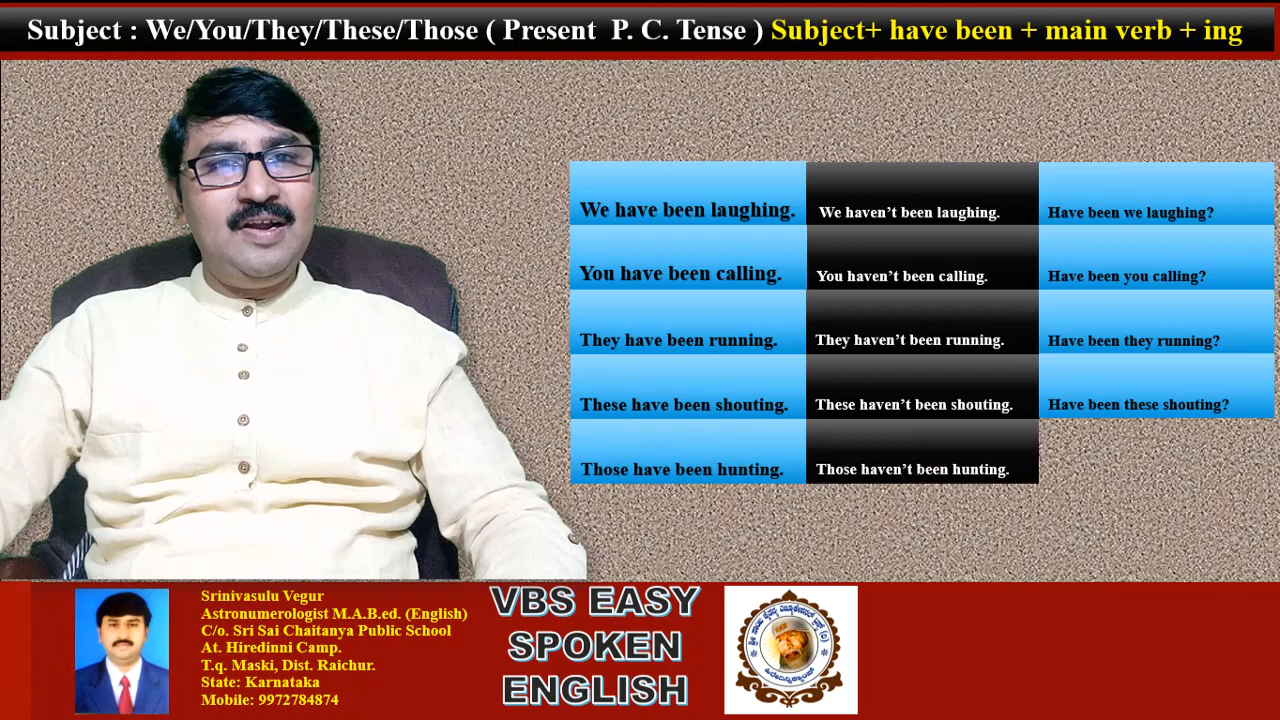 Subject : We/You/They/These/Those ( Present P. C. Tense ) Subject+ have been + main verb + ing
We have been laughing. We haven’t been laughing. Have been we laughing?
You have been calling. You haven’t been calling. Have been you calling?
They have been running. They haven’t been running. Have been they running?
These have been shouting. These haven’t been shouting. Have been these shouting?
Those have been hunting. Those haven’t been hunting.
Srinivasulu Vegur
Astronumerologist M.A.B.ed. (English)
C/o. Sri Sai Chaitanya Public School
At. Hiredinni Camp.
T.q. Maski, Dist. Raichur.
State: Karnataka
Mobile: 9972784874
VBS EASY
SPOKEN
ENGLISH